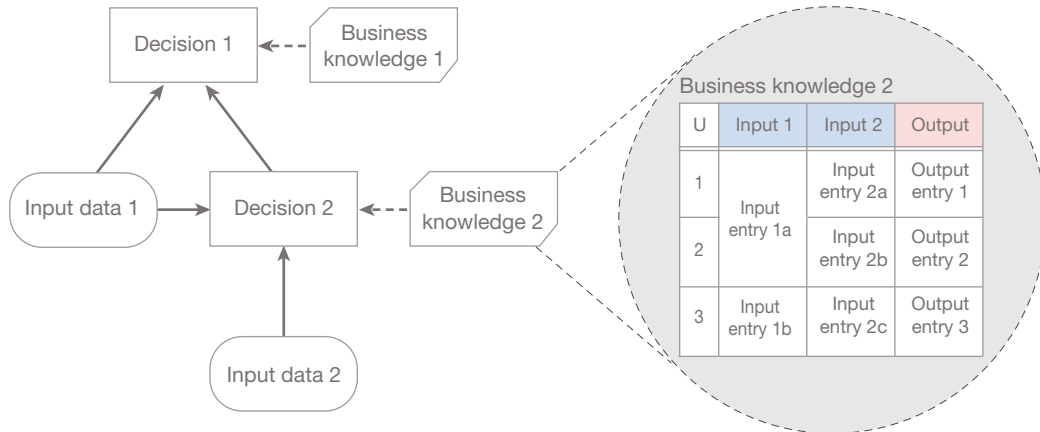 Decision 1
Business
knowledge 1
Input data 1
Decision 2
Business
knowledge 2
Input data 2
Business knowledge 2
U
Input 1
Input 2
Output
1
Input
entry 1a
Input
entry 2a
Output
entry 1
2
Input
entry 2b
Output
entry 2
3
Input
entry 1b
Input
entry 2c
Output
entry 3